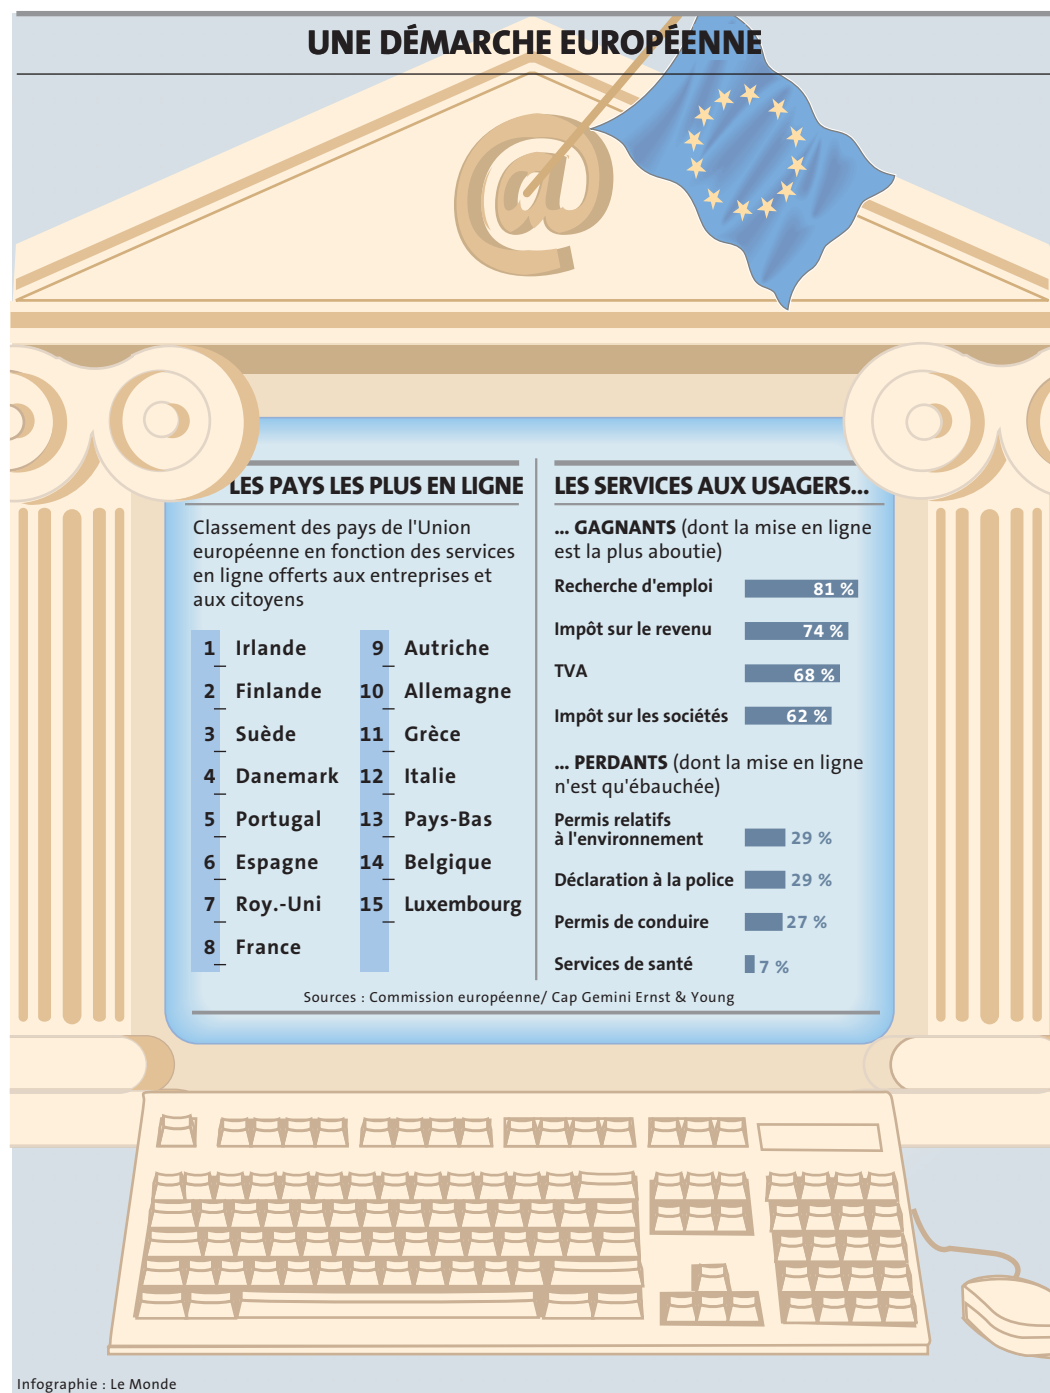 UNE DÉMARCHE EUROPÉENNE
LES PAYS LES PLUS EN LIGNE
Classement des pays de l'Union
européenne en fonction des services
en ligne offerts aux entreprises et
aux citoyens
1 Irlande
2 Finlande
3 Suède
4 Danemark
5 Portugal
6 Espagne
7 Roy.-Uni
8 France
9 Autriche
10 Allemagne
11 Grèce
12 Italie
13 Pays-Bas
14 Belgique
15 Luxembourg
LES SERVICES AUX USAGERS...
... GAGNANTS (dont la mise en ligne
est la plus aboutie)
Recherche d'emploi 81 %
Impôt sur le revenu 74 %
TVA 68 %
Impôt sur les sociétés 62 %
... PERDANTS (dont la mise en ligne
n'est qu'ébauchée)
Permis relatifs
à l'environnement 29 %
Déclaration à la police 29 %
Permis de conduire 27 %
Services de santé 7 %
Sources : Commission européenne/ Cap Gemini Ernst & Young
Infographie : Le Monde